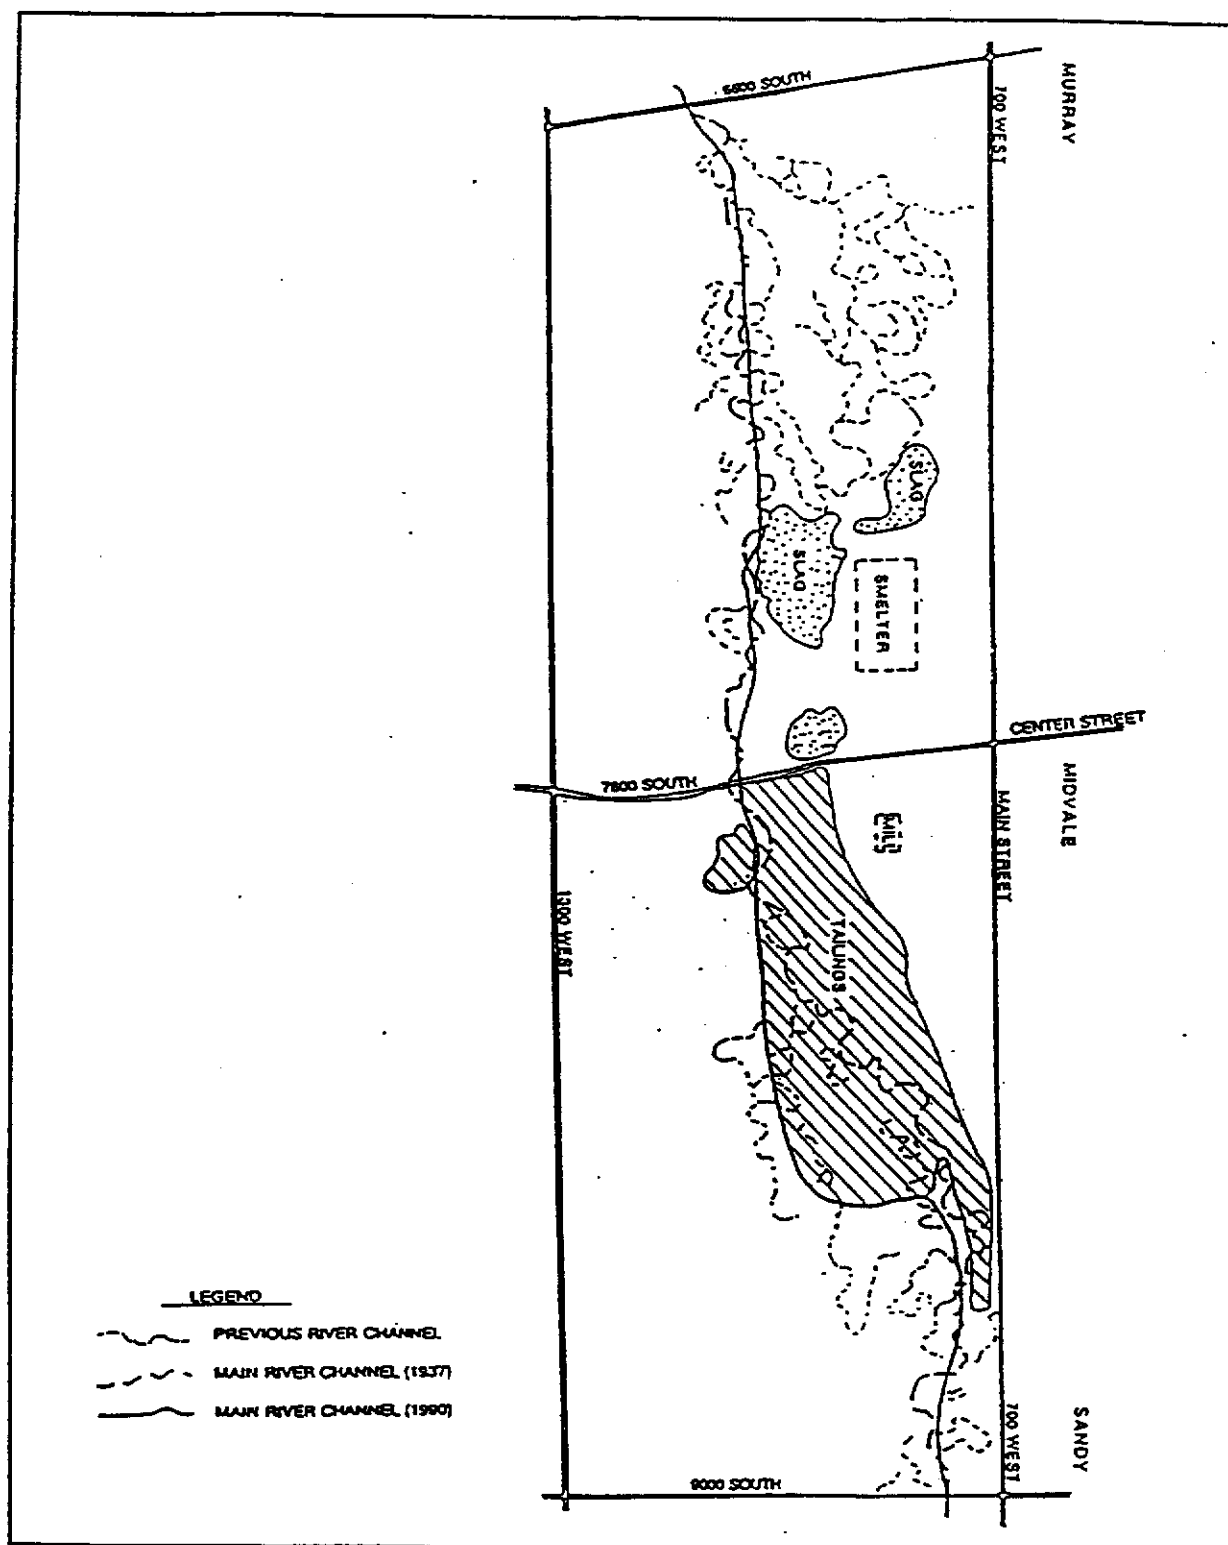 MURRAY
6600 SOUTH
700 WEST
SLAG
SLAG
SMELTER
CENTER STREET
7800 SOUTH
MIDVALE
MAIN STREET
MILL
1300 WEST
TAILINGS
LEGEND
PREVIOUS RIVER CHANNEL
MAIN RIVER CHANNEL (1937)
MAIN RIVER CHANNEL (1990)
700 WEST
SANDY
9000 SOUTH